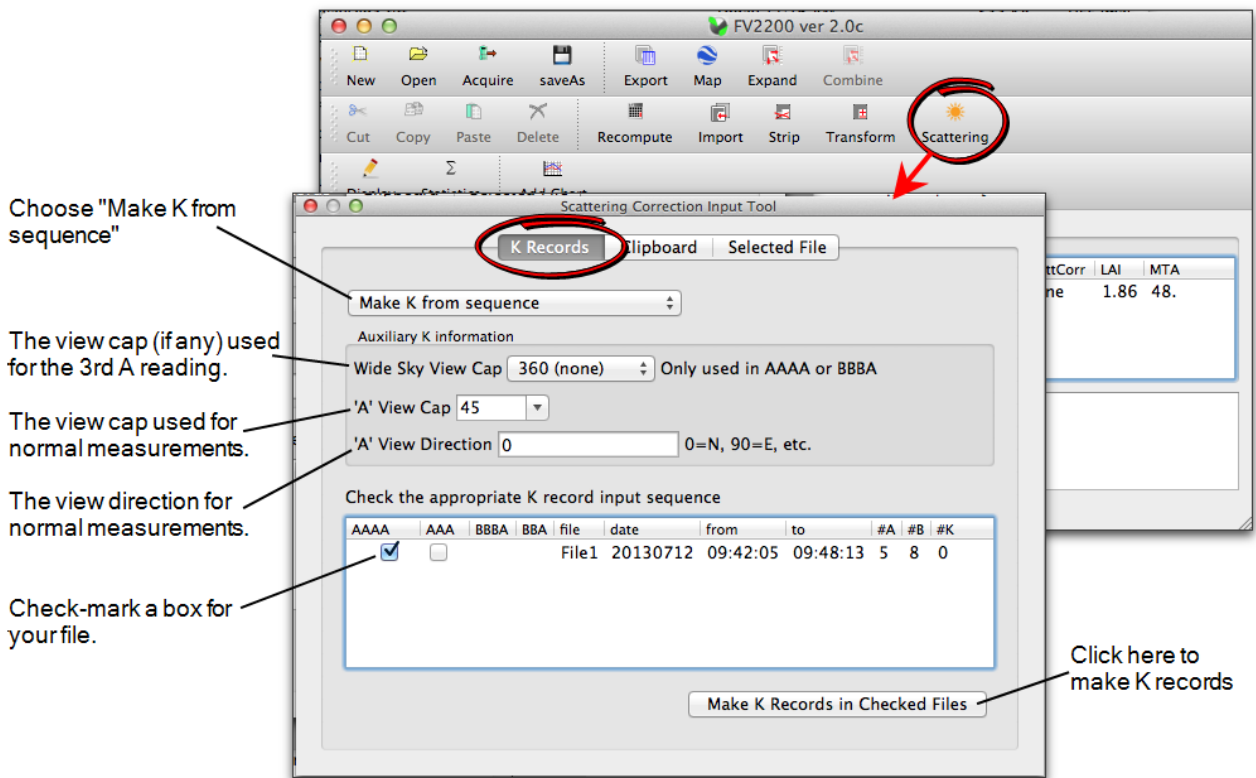 FV2200 ver 2.0c
New Open Acquire saveAs Export Map Expand Combine
Cut Copy Paste Delete Recompute Import Strip Transform Scattering
Scattering Correction Input Tool
K Records Clipboard Selected File
Choose "Make K from
sequence"
Make K from sequence
Auxiliary K information
The view cap (if any) used
for the 3rd A reading.
Wide Sky View Cap 360 (none) Only used in AAAA or BBBA
The view cap used for
normal measurements.
'A' View Cap 45
'A' View Direction 0 0=N, 90=E, etc.
The view direction for
normal measurements.
Check the appropriate K record input sequence
AAAA AAA BBBA BBA file date from to #A #B #K
File1 20130712 09:42:05 09:48:13 5 8 0
Check-mark a box for
your file.
ttCorr LAI MTA
ne 1.86 48.
Click here to
make K records
Make K Records in Checked Files